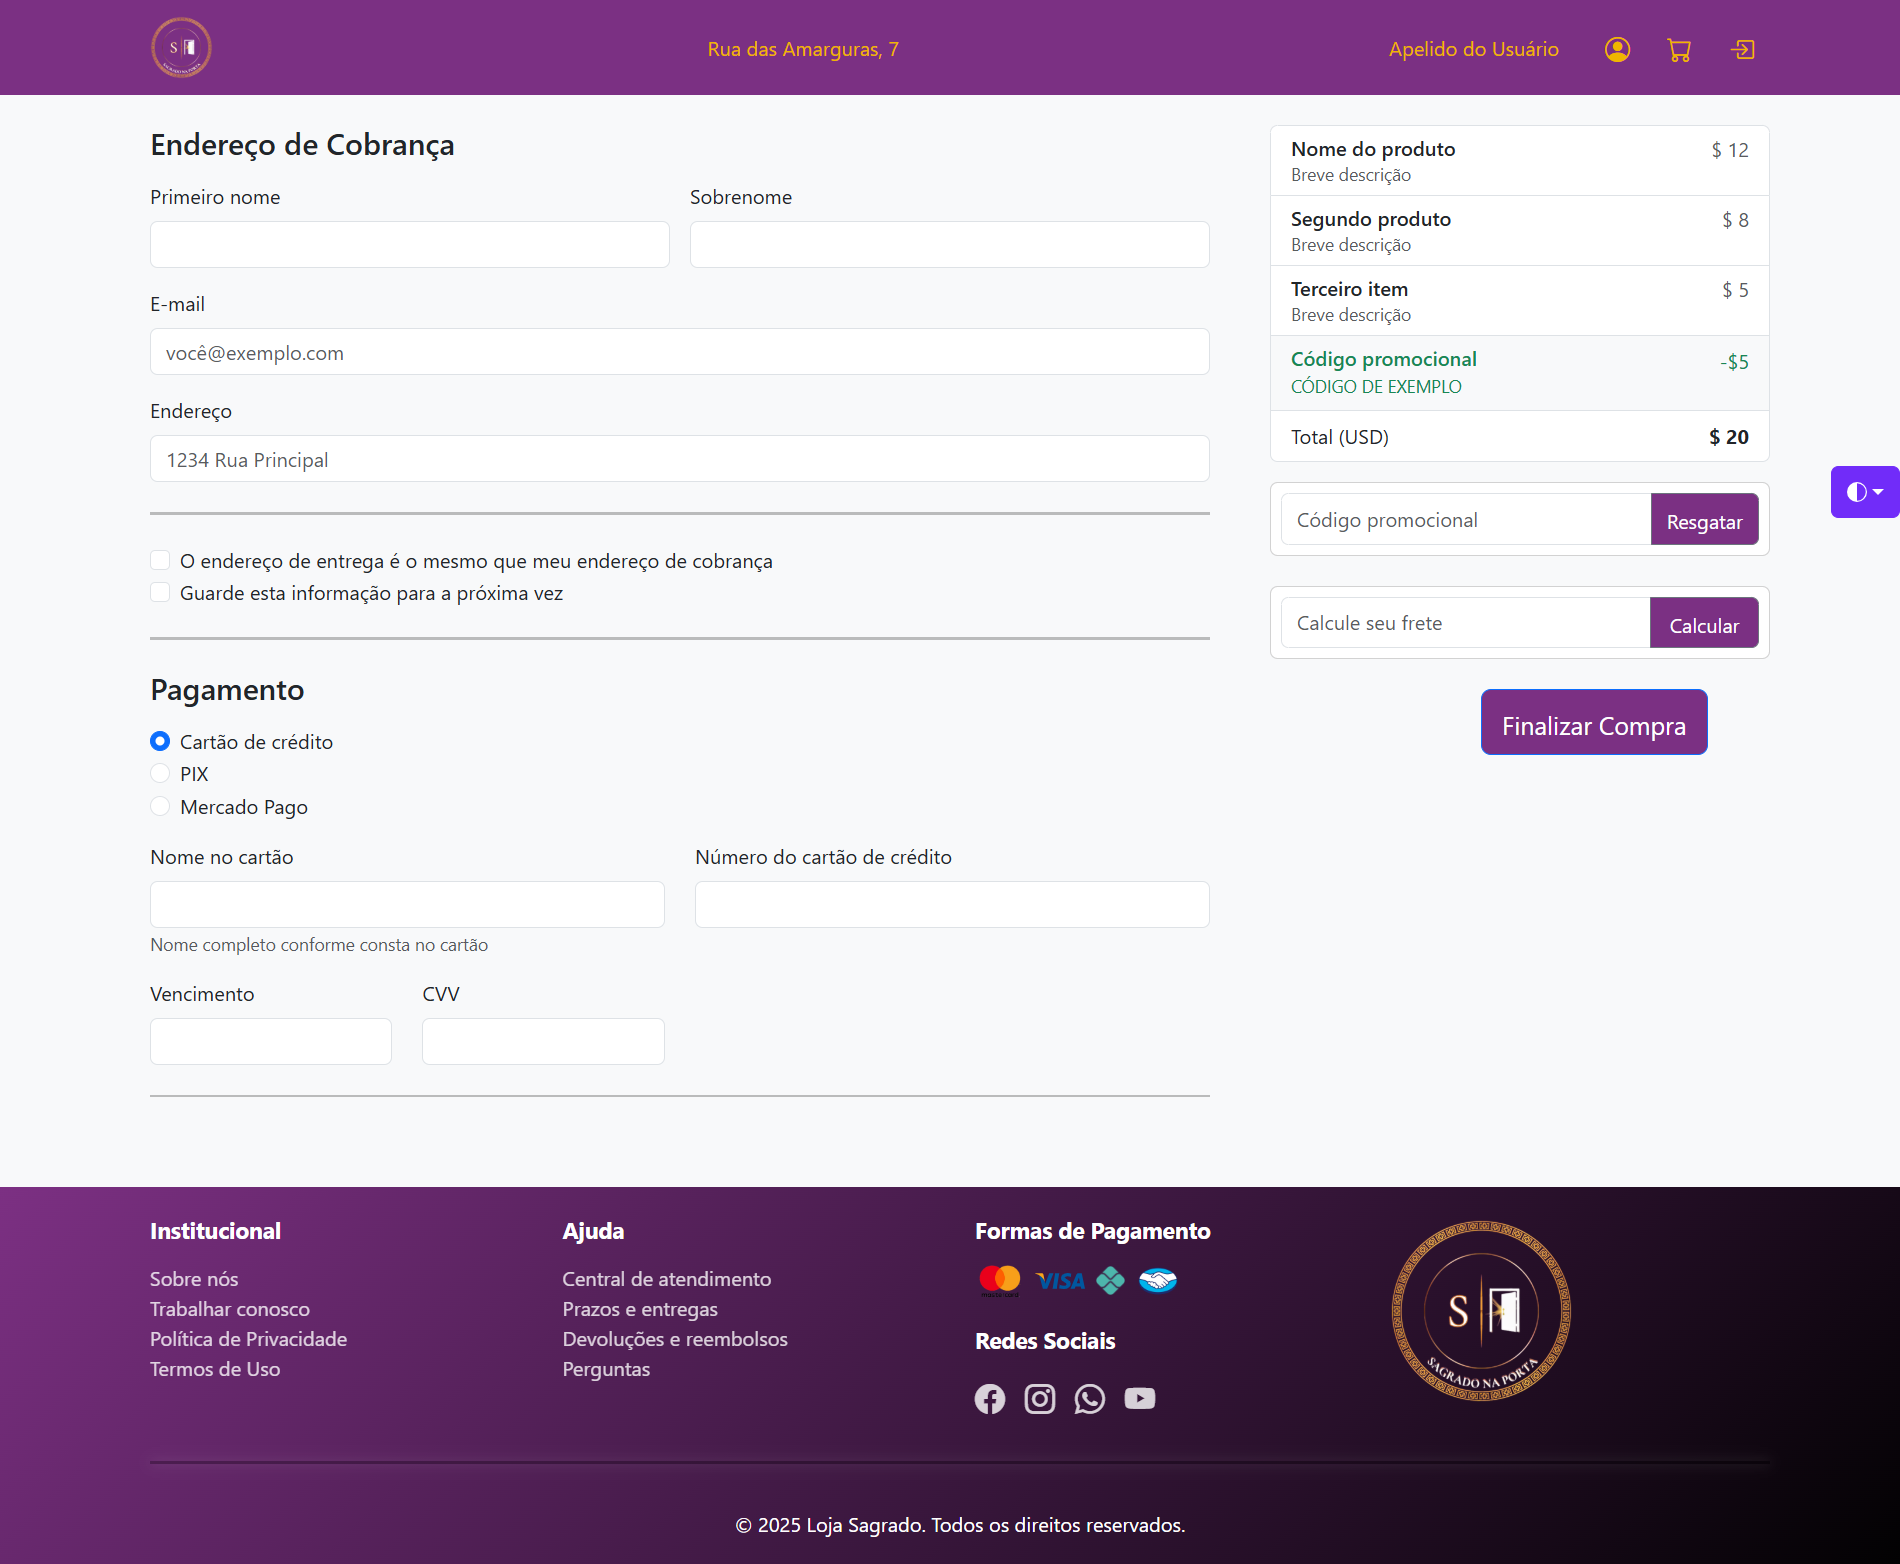 S
SAGRADO NA PORTA
Rua das Amarguras, 7
Apelido do Usuário
Endereço de Cobrança
Primeiro nome
Sobrenome
E-mail
você@exemplo.com
Endereço
1234 Rua Principal
O endereço de entrega é o mesmo que meu endereço de cobrança
Guarde esta informação para a próxima vez
Pagamento
Cartão de crédito
PIX
Mercado Pago
Nome no cartão
Número do cartão de crédito
Nome completo conforme consta no cartão
Vencimento
CVV
Nome do produto
$ 12
Breve descrição
Segundo produto
$ 8
Breve descrição
Terceiro item
$ 5
Breve descrição
Código promocional
-$5
CÓDIGO DE EXEMPLO
Total (USD)
$ 20
Código promocional
Resgatar
Calcule seu frete
Calcular
Finalizar Compra
Institucional
Sobre nós
Trabalhar conosco
Política de Privacidade
Termos de Uso
Ajuda
Central de atendimento
Prazos e entregas
Devoluções e reembolsos
Perguntas
Formas de Pagamento
master card
VISA
Redes Sociais
S
SAGRADO NA PORTA
© 2025 Loja Sagrado. Todos os direitos reservados.